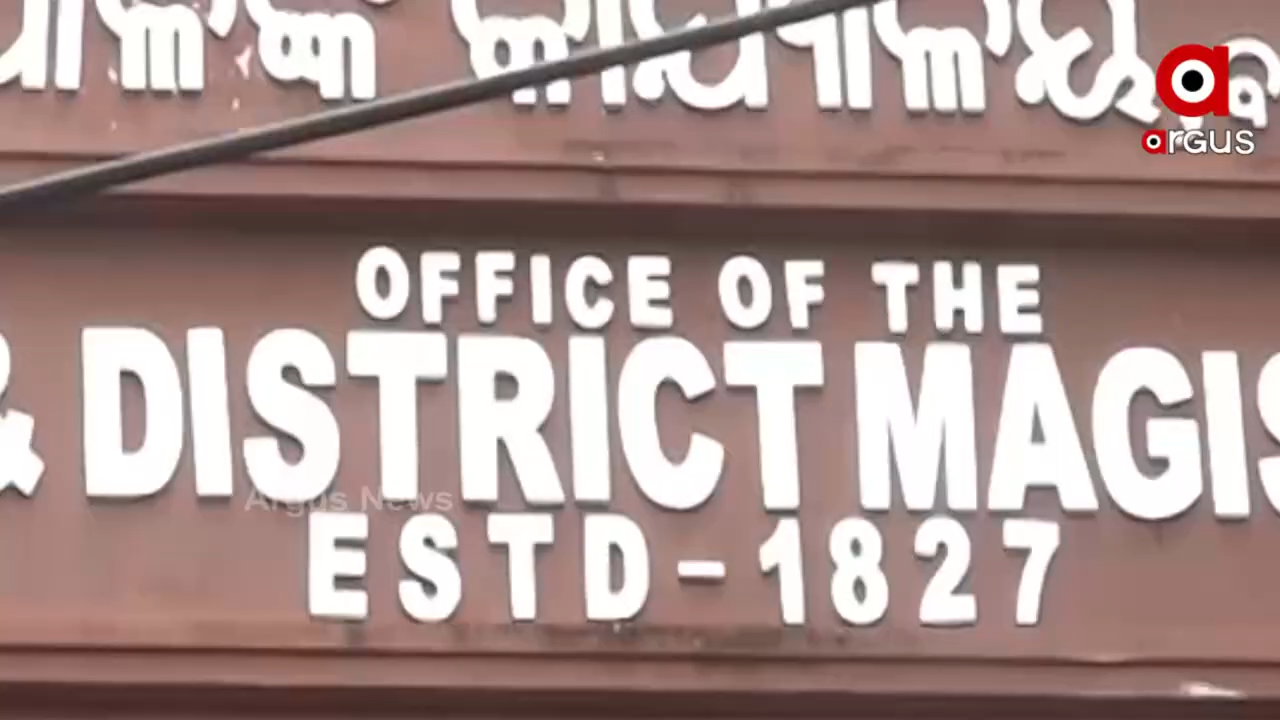 argus
OFFICE OF THE
& DISTRICT MAGIS
Argus News
ESTD-1827